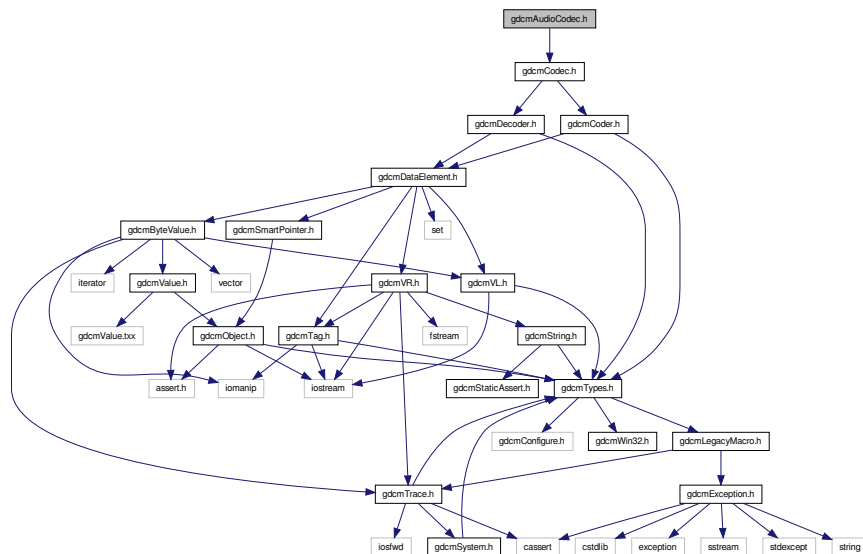 gdcmAudioCodec.h
gdcmCodec.h
gdcmDecoder.h
gdcmCoder.h
gdcmDataElement.h
gdcmByteValue.h
gdcmSmartPointer.h
set
iterator
gdcmValue.h
vector
gdcmVR.h
gdcmVL.h
gdcmValue.txx
gdcmObject.h
gdcmTag.h
fstream
gdcmString.h
assert.h
iomanip
iostream
gdcmStaticAssert.h
gdcmTypes.h
gdcmConfigure.h
gdcmWin32.h
gdcmLegacyMacro.h
gdcmTrace.h
gdcmException.h
iosfwd
gdcmSystem.h
cassert
cstdlib
exception
sstream
stdexcept
string